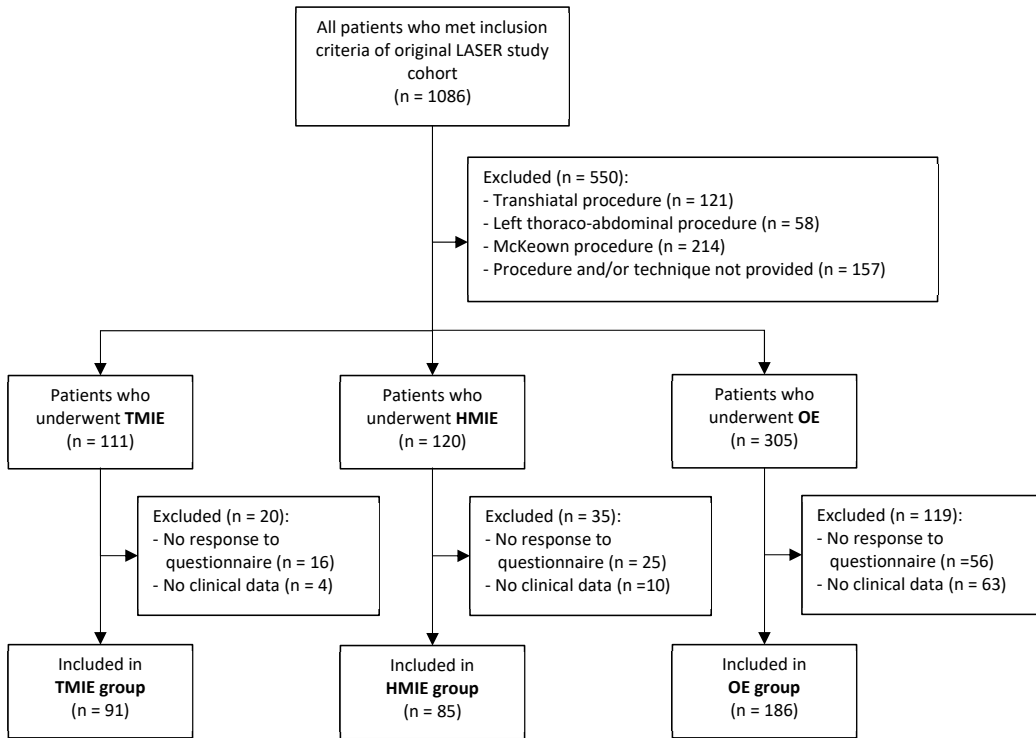 All patients who met inclusion
criteria of original LASER study
cohort
(n = 1086)
Excluded (n = 550):
- Transhiatal procedure (n = 121)
- Left thoraco-abdominal procedure (n = 58)
- McKeown procedure (n = 214)
- Procedure and/or technique not provided (n = 157)
Patients who
underwent TMIE
(n = 111)
Patients who
underwent HMIE
(n = 120)
Patients who
underwent OE
(n = 305)
Excluded (n = 20):
- No response to
questionnaire (n = 16)
- No clinical data (n = 4)
Excluded (n = 35):
- No response to
questionnaire (n = 25)
- No clinical data (n =10)
Excluded (n = 119):
- No response to
questionnaire (n =56)
- No clinical data (n = 63)
Included in
TMIE group
(n = 91)
Included in
HMIE group
(n = 85)
Included in
OE group
(n = 186)